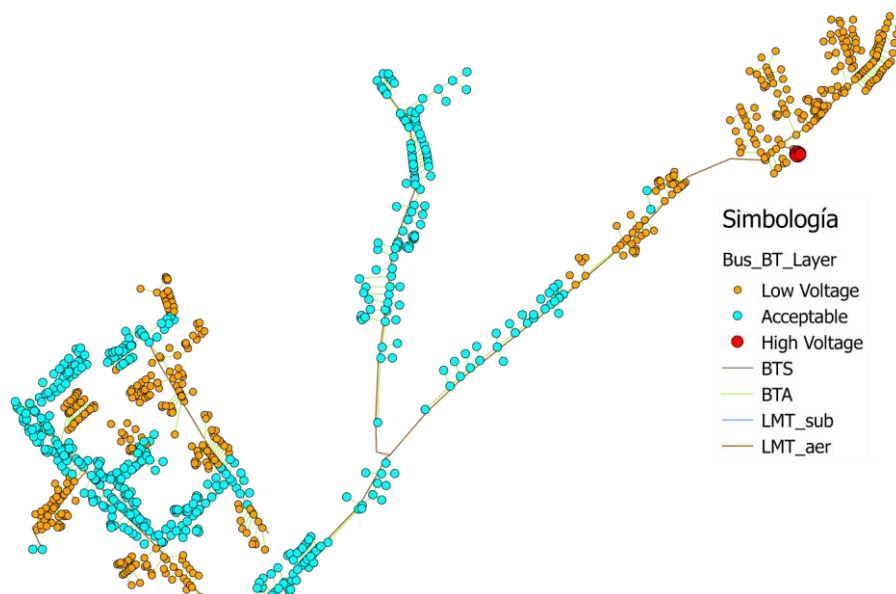 Simbología
Bus_BT_Layer
Low Voltage
Acceptable
High Voltage
BTS
BTA
LMT_sub
LMT_aer